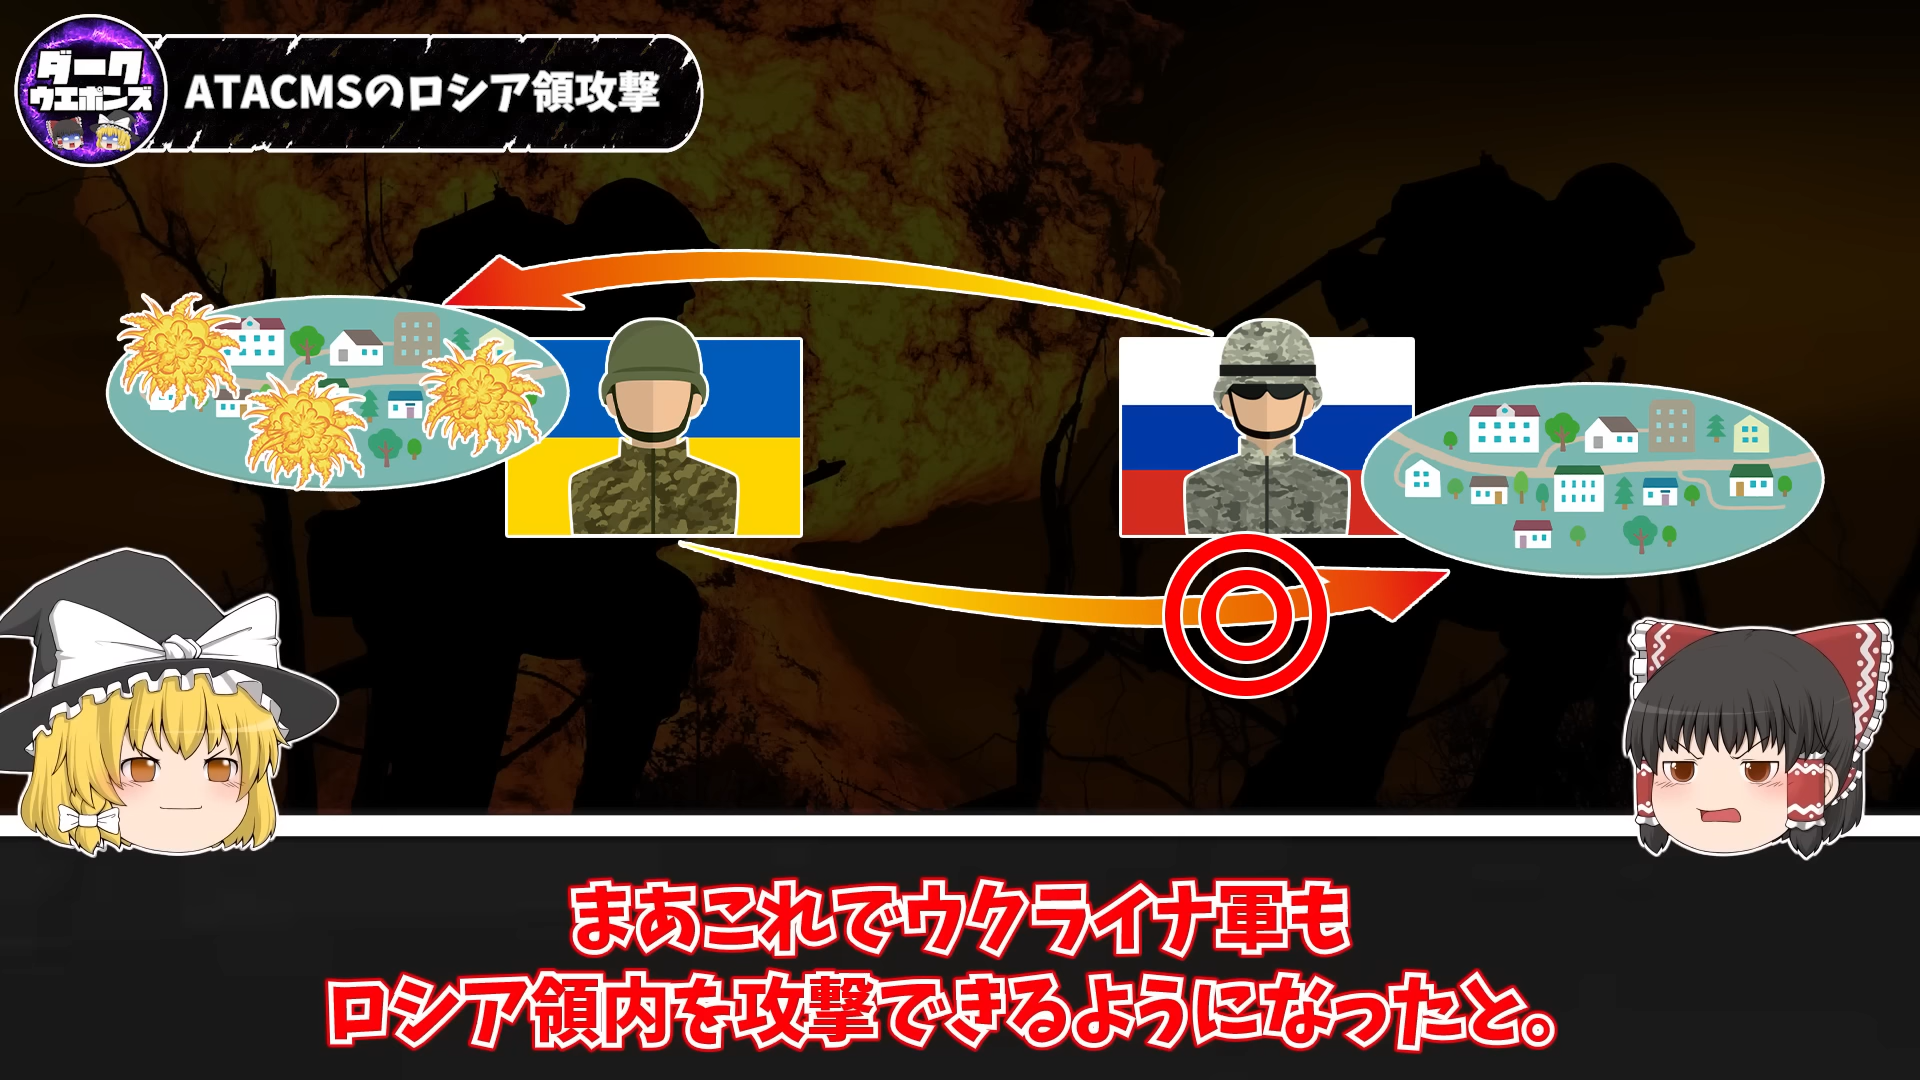 ダーク
ウエポンズ
ATACMSのロシア領攻撃
まあこれでウクライナ軍も
ロシア領内を攻撃できるようになったと。